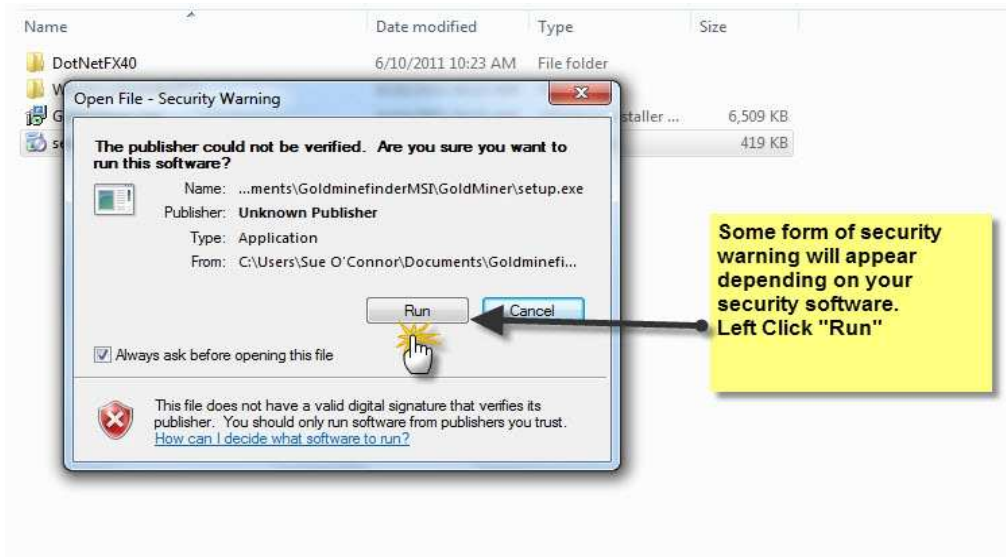 Name Date modified Type Size
DotNetFX40 6/10/2011 10:23 AM File folder
W
G staller ... 6,509 KB
se 419 KB
Open File - Security Warning
The publisher could not be verified. Are you sure you want to
run this software?
Name: ...ments\GoldminefinderMSI\GoldMiner\setup.exe
Publisher: Unknown Publisher
Type: Application
From: C:\Users\Sue O'Connor\Documents\Goldminefi...
Run Cancel
Always ask before opening this file
This file does not have a valid digital signature that verifies its
publisher. You should only run software from publishers you trust.
How can I decide what software to run?
Some form of security
warning will appear
depending on your
security software.
Left Click "Run"